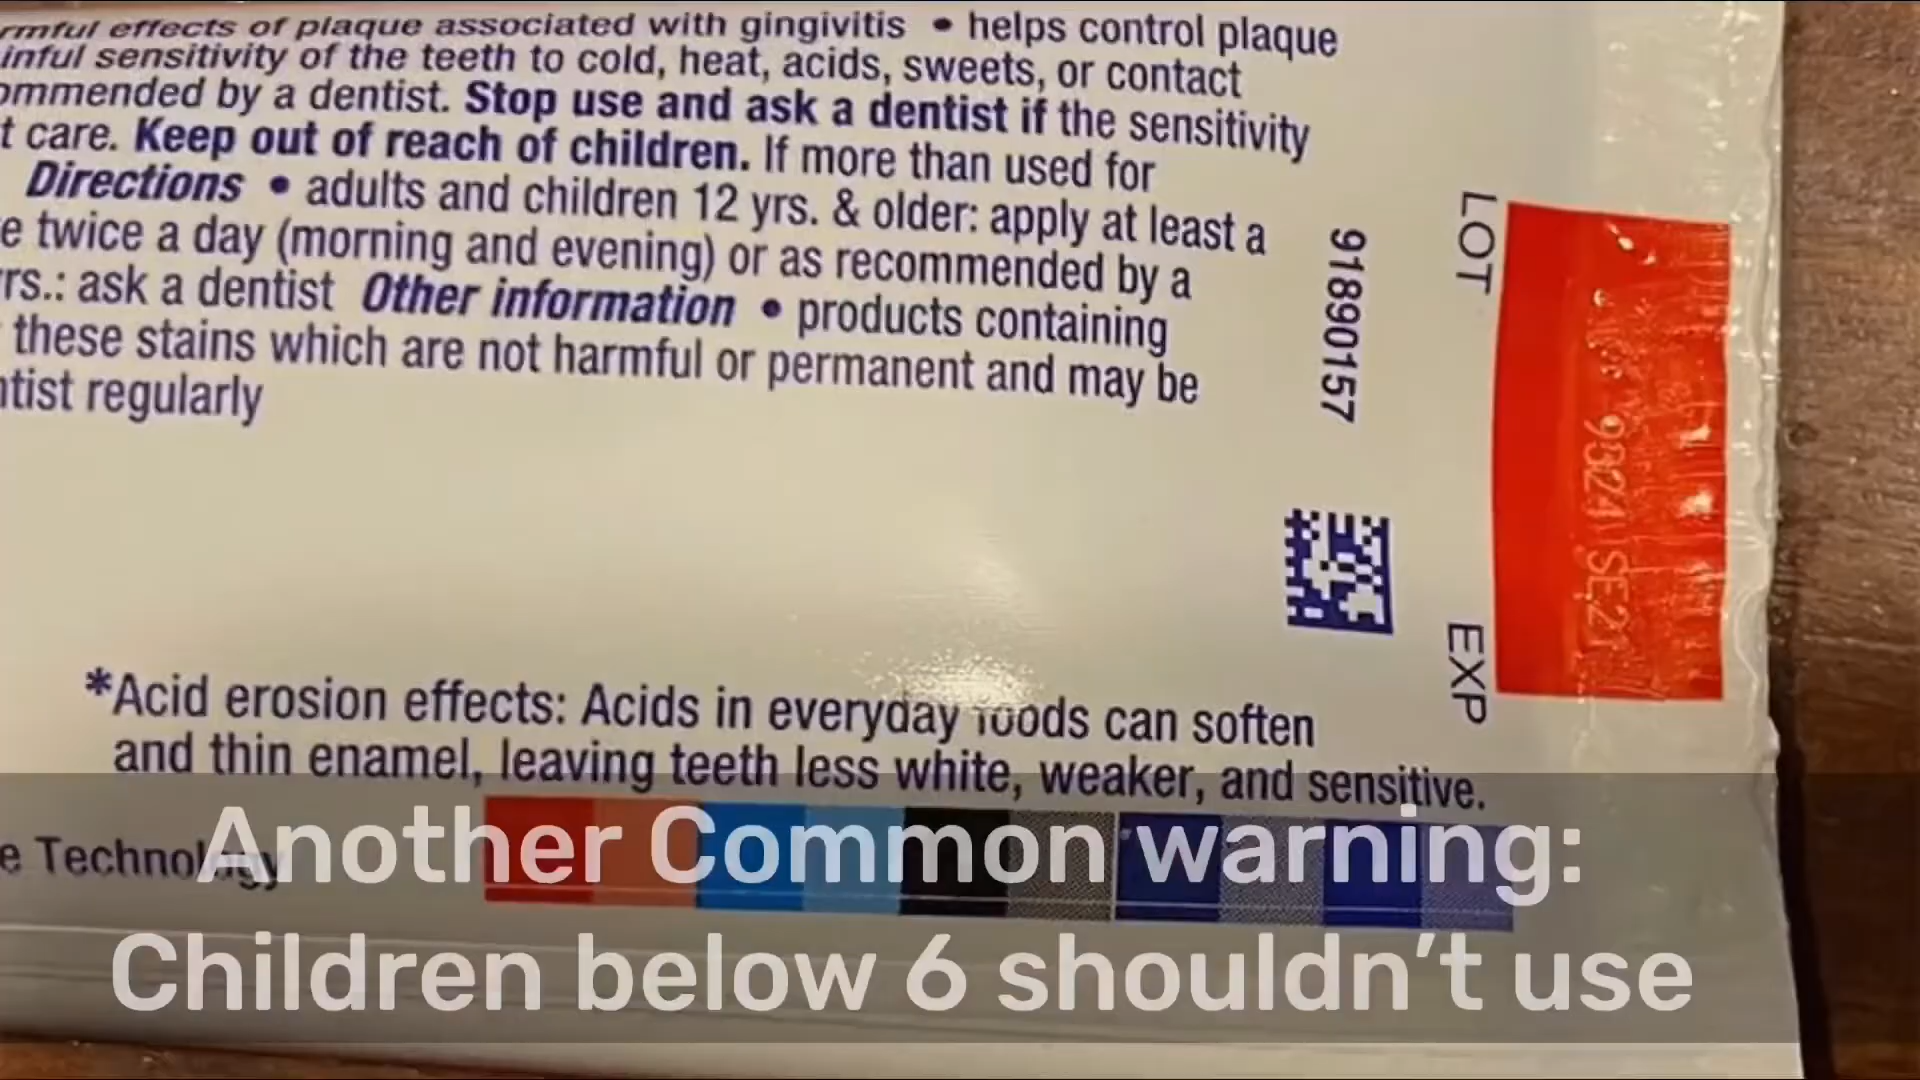 rmful effects of plaque associated with gingivitis • helps control plaque
inful sensitivity of the teeth to cold, heat, acids, sweets, or contact
ommended by a dentist. Stop use and ask a dentist if the sensitivity
t care. Keep out of reach of children. If more than used for
Directions • adults and children 12 yrs. & older: apply at least a
e twice a day (morning and evening) or as recommended by a
rs.: ask a dentist Other information • products containing
these stains which are not harmful or permanent and may be
ntist regularly
91890157
LOT
9324 SE21
EXP
*Acid erosion effects: Acids in everyday foods can soften
and thin enamel, leaving teeth less white, weaker, and sensitive.
e Technology
Another Common warning:
Children below 6 shouldn't use